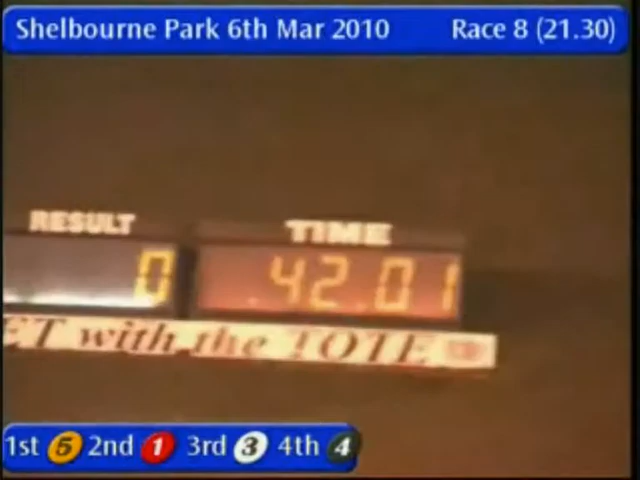 Shelbourne Park 6th Mar 2010 Race 8 (21.30)
RESULT TIME
0 42.01
ET with the TOTE
1st 5 2nd 1 3rd 3 4th 4